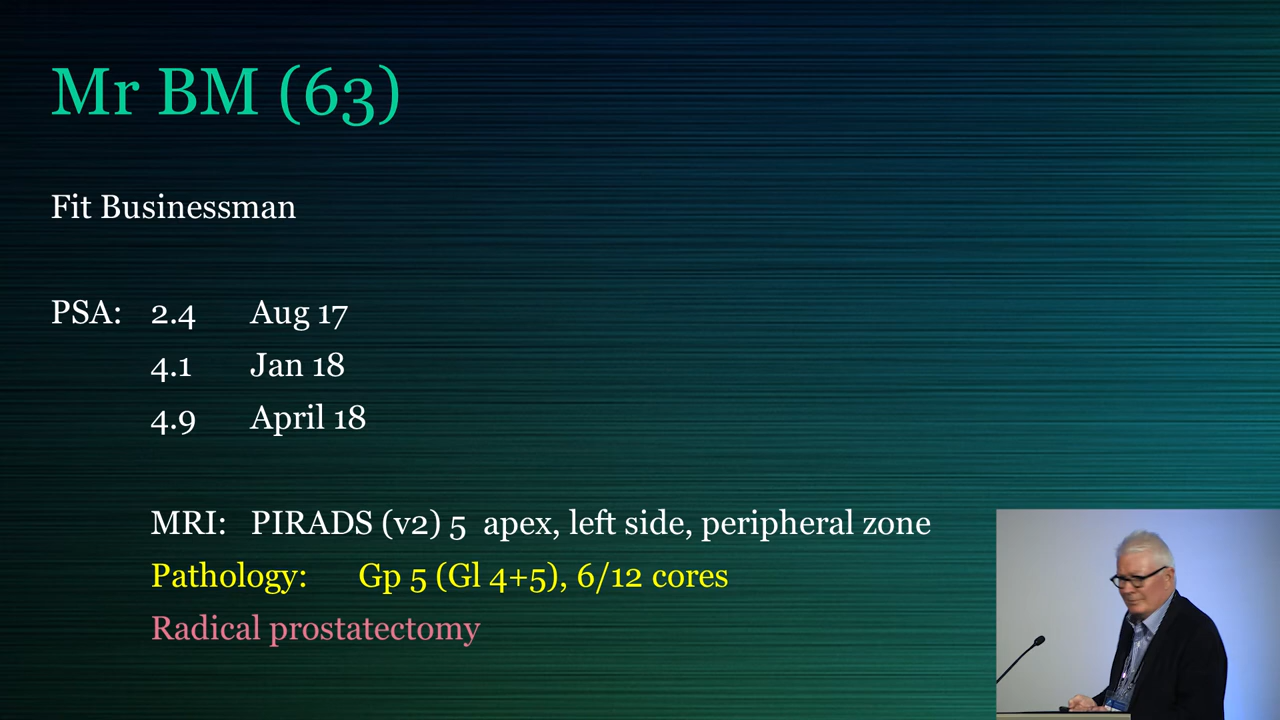 Mr BM (63)
Fit Businessman
PSA: 2.4 Aug 17
4.1 Jan 18
4.9 April 18
MRI: PIRADS (v2) 5 apex, left side, peripheral zone
Pathology: Gp 5 (Gl 4+5), 6/12 cores
Radical prostatectomy